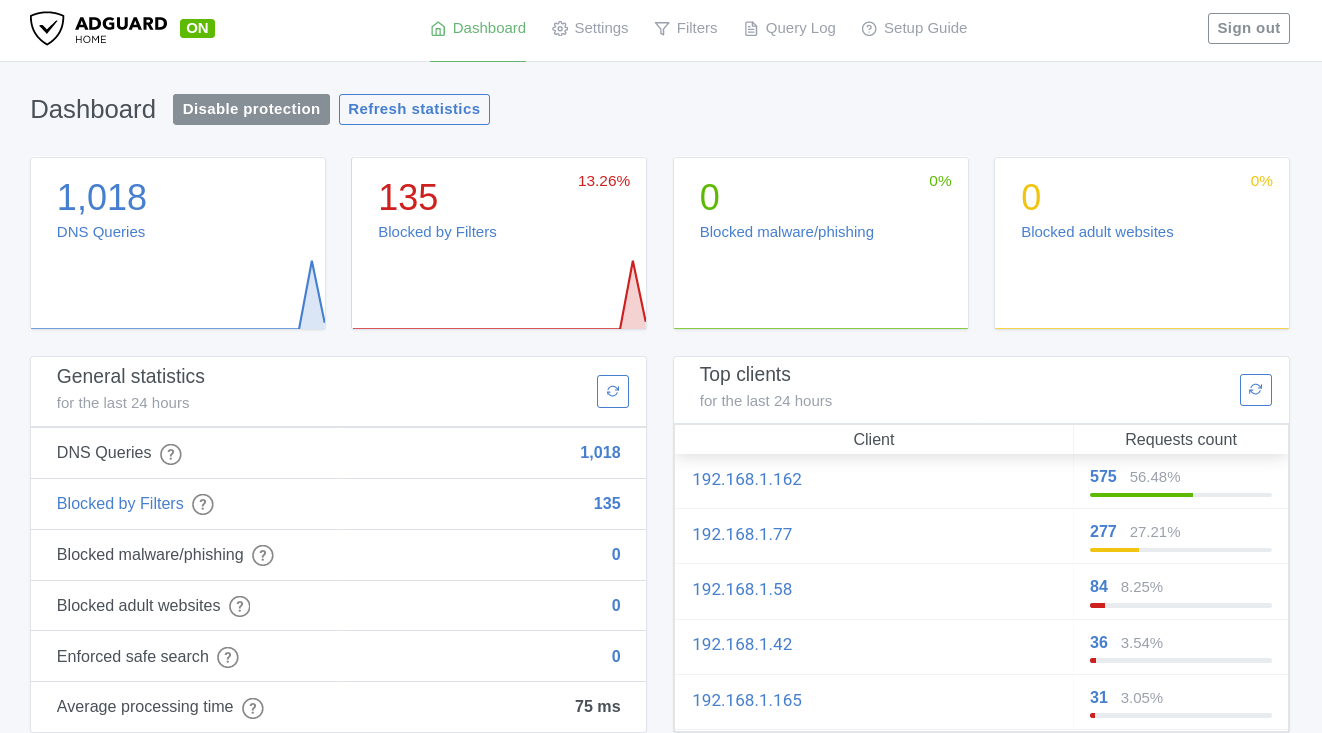 ADGUARD
HOME
ON
Dashboard
Settings
Filters
Query Log
Setup Guide
Sign out
Dashboard
Disable protection
Refresh statistics
1,018
DNS Queries
135
13.26%
Blocked by Filters
0
0%
Blocked malware/phishing
0
0%
Blocked adult websites
General statistics
for the last 24 hours
DNS Queries ? 1,018
Blocked by Filters ? 135
Blocked malware/phishing ? 0
Blocked adult websites ? 0
Enforced safe search ? 0
Average processing time ? 75 ms
Top clients
for the last 24 hours
Client Requests count
192.168.1.162 575 56.48%
192.168.1.77 277 27.21%
192.168.1.58 84 8.25%
192.168.1.42 36 3.54%
192.168.1.165 31 3.05%